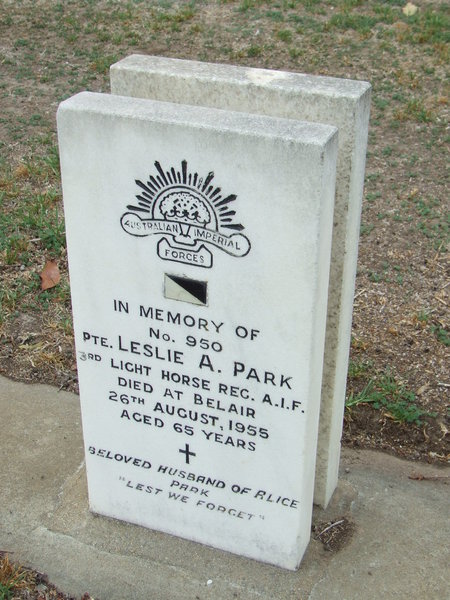 AUSTRALIAN IMPERIAL
FORCES
IN MEMORY OF
No. 950
PTE. LESLIE A. PARK
3RD LIGHT HORSE REG. A.I.F.
DIED AT BELAIR
26TH AUGUST, 1955
AGED 65 YEARS
BELOVED HUSBAND OF ALICE
PARK
"LEST WE FORGET"